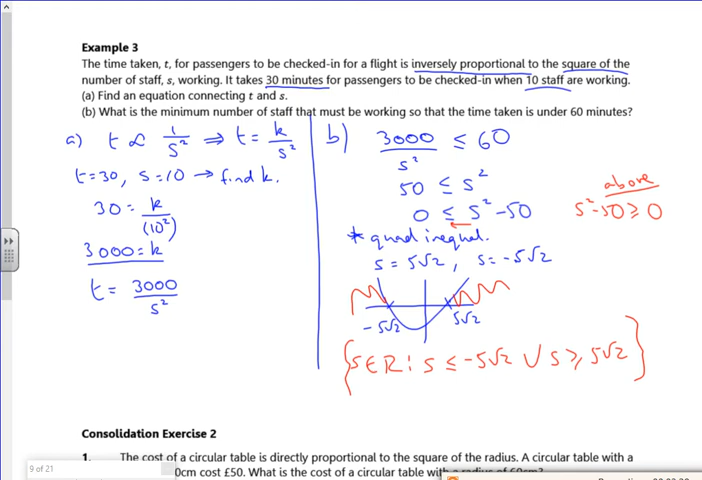 Example 3
The time taken, t, for passengers to be checked-in for a flight is inversely proportional to the square of the
number of staff, s, working. It takes 30 minutes for passengers to be checked-in when 10 staff are working.
(a) Find an equation connecting t and s.
(b) What is the minimum number of staff that must be working so that the time taken is under 60 minutes?
a) t ∝ 1/s² ⇒ t = k/s²
t=30, s=10 → find k.
30 = k/(10²)
3000 = k
t = 3000/s²
b) 3000/s² ≤ 60
50 ≤ s²
0 ≤ s²-50
* quad inequal.
s = 5√2, s = -5√2
above
s²-50 ≥ 0
-5√2 5√2
{s∈R: s ≤ -5√2 ∪ s ≥ 5√2}
Consolidation Exercise 2
1. The cost of a circular table is directly proportional to the square of the radius. A circular table with a
0cm cost £50. What is the cost of a circular table with a radius of 60cm?
9 of 21